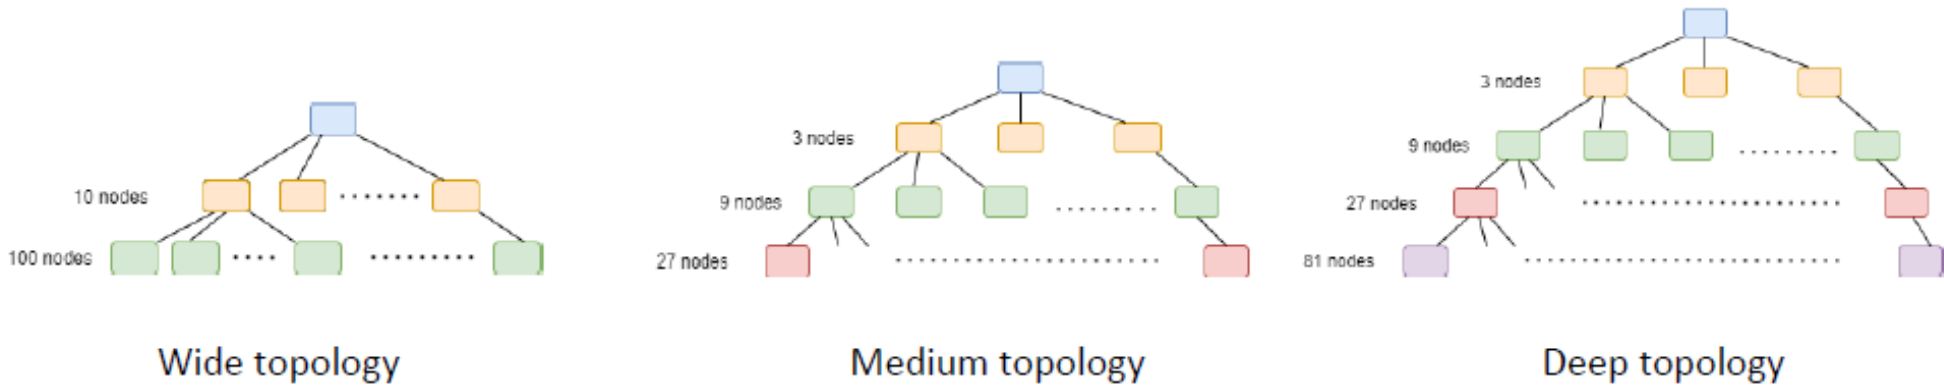 10 nodes
100 nodes
Wide topology
3 nodes
9 nodes
27 nodes
Medium topology
3 nodes
9 nodes
27 nodes
81 nodes
Deep topology